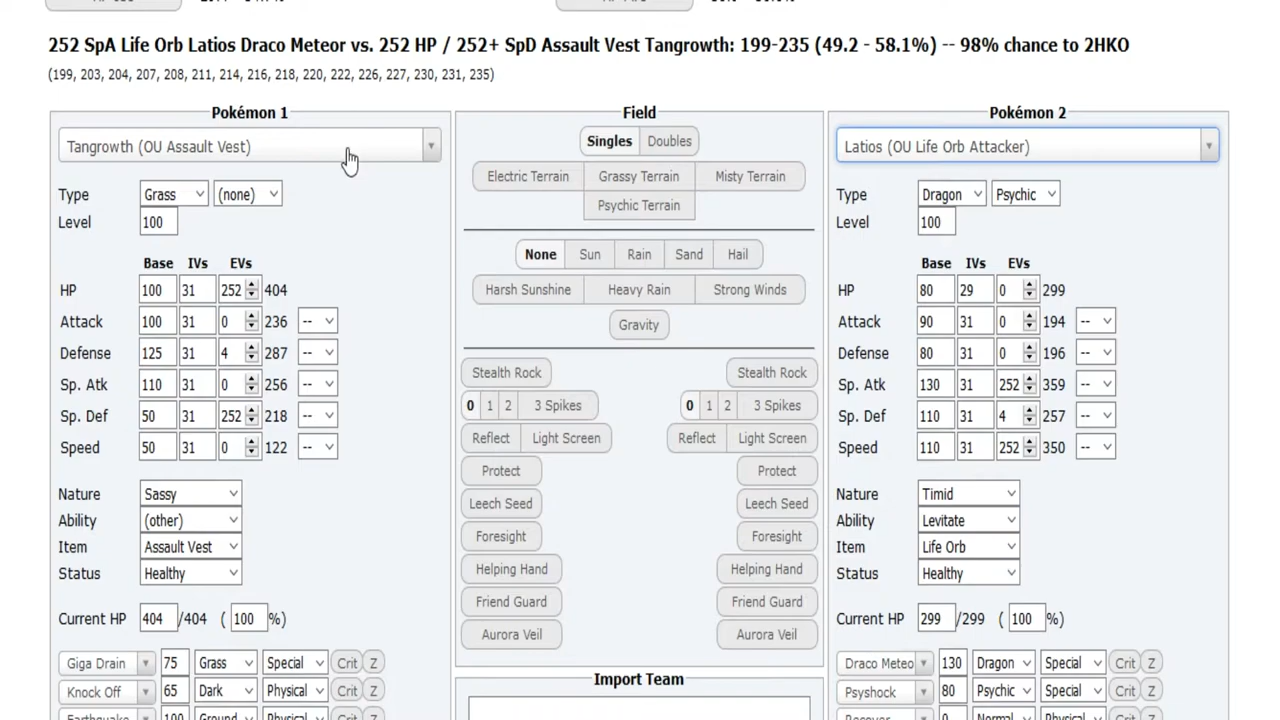 252 SpA Life Orb Latios Draco Meteor vs. 252 HP / 252+ SpD Assault Vest Tangrowth: 199-235 (49.2 - 58.1%) -- 98% chance to 2HKO
(199, 203, 204, 207, 208, 211, 214, 216, 218, 220, 222, 226, 227, 230, 231, 235)
Pokémon 1
Tangrowth (OU Assault Vest)
Type Grass (none)
Level 100
Base IVs EVs
HP 100 31 252 404
Attack 100 31 0 236 --
Defense 125 31 4 287 --
Sp. Atk 110 31 0 256 --
Sp. Def 50 31 252 218 --
Speed 50 31 0 122 --
Nature Sassy
Ability (other)
Item Assault Vest
Status Healthy
Current HP 404 /404 ( 100 %)
Giga Drain 75 Grass Special Crit Z
Knock Off 65 Dark Physical Crit Z
Earthquake 100 Ground Physical Crit Z
Field
Singles Doubles
Electric Terrain Grassy Terrain Misty Terrain
Psychic Terrain
None Sun Rain Sand Hail
Harsh Sunshine Heavy Rain Strong Winds
Gravity
Stealth Rock Stealth Rock
0 1 2 3 Spikes 0 1 2 3 Spikes
Reflect Light Screen Reflect Light Screen
Protect Protect
Leech Seed Leech Seed
Foresight Foresight
Helping Hand Helping Hand
Friend Guard Friend Guard
Aurora Veil Aurora Veil
Import Team
Pokémon 2
Latios (OU Life Orb Attacker)
Type Dragon Psychic
Level 100
Base IVs EVs
HP 80 29 0 299
Attack 90 31 0 194 --
Defense 80 31 0 196 --
Sp. Atk 130 31 252 359 --
Sp. Def 110 31 4 257 --
Speed 110 31 252 350 --
Nature Timid
Ability Levitate
Item Life Orb
Status Healthy
Current HP 299 /299 ( 100 %)
Draco Meteo 130 Dragon Special Crit Z
Psyshock 80 Psychic Special Crit Z
Recover 0 Normal Physical Crit Z